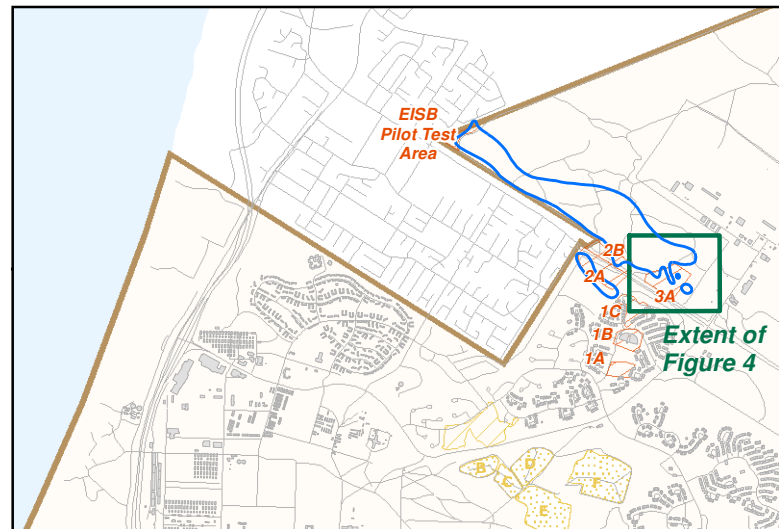 EISB
Pilot Test
Area
2B
2A
3A
1C
1B
1A
Extent of
Figure 4
B
C
D
E
F